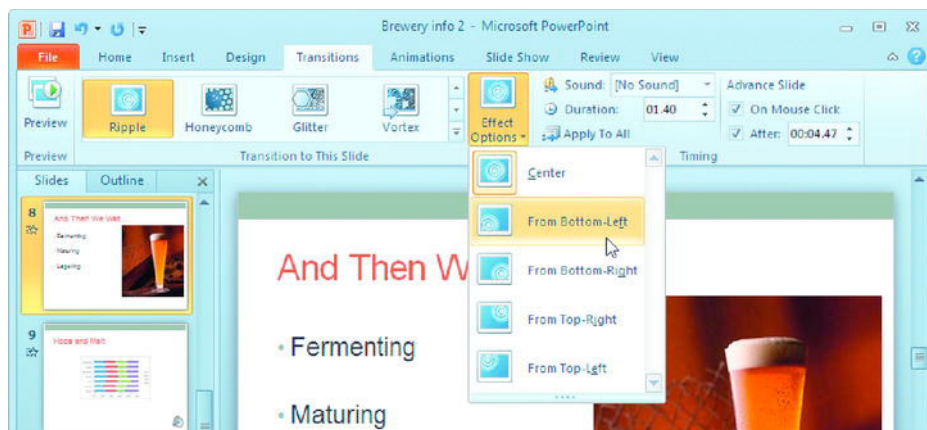 Brewery info 2 - Microsoft PowerPoint
File Home Insert Design Transitions Animations Slide Show Review View
Preview
Ripple Honeycomb Glitter Vortex
Effect Options
Sound: [No Sound]
Duration: 01.40
Apply To All
Advance Slide
On Mouse Click
After: 00:04.47
Preview Transition to This Slide Timing
Slides Outline
Center
From Bottom-Left
From Bottom-Right
From Top-Right
From Top-Left
8
And Then We Wait
Fermenting
Maturing
Lagering
9
Hops and Malt
And Then W
Fermenting
Maturing